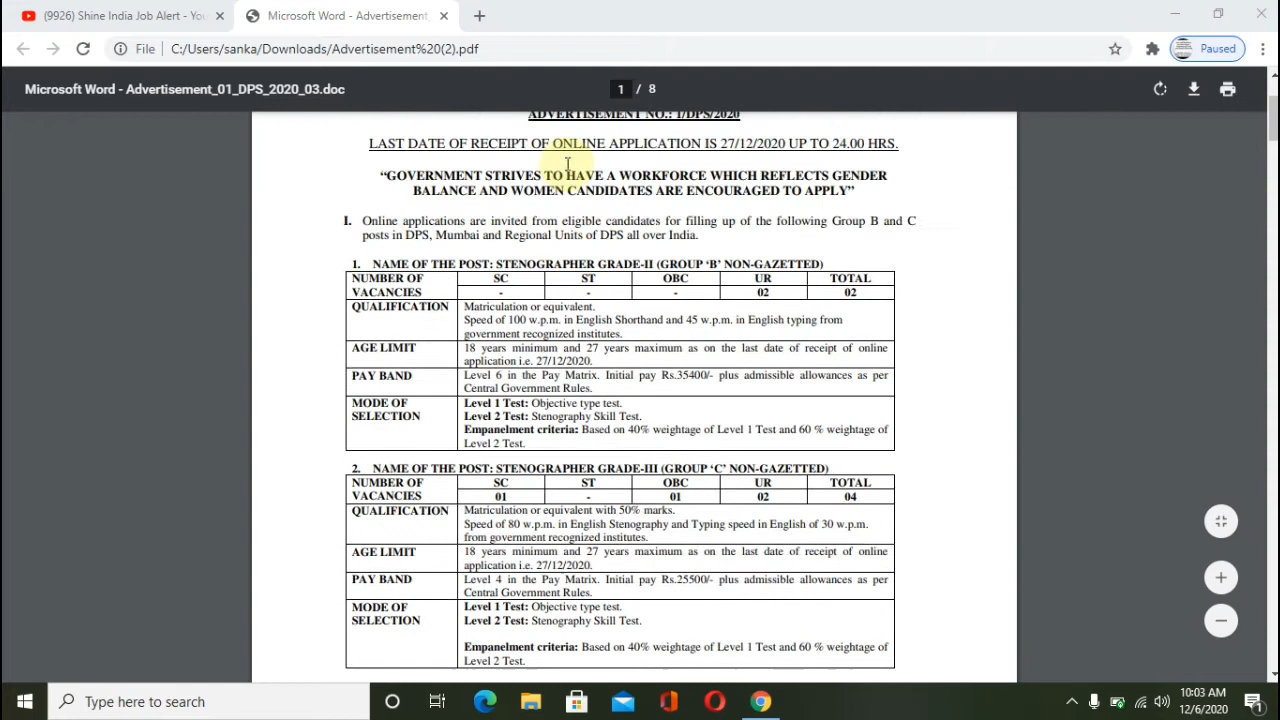 (9926) Shine India Job Alert - You
Microsoft Word - Advertisement_
File
C:/Users/sanka/Downloads/Advertisement%20(2).pdf
Paused
Microsoft Word - Advertisement_01_DPS_2020_03.doc
1 / 8
ADVERTISEMENT NO.: 1/DPS/2020
LAST DATE OF RECEIPT OF ONLINE APPLICATION IS 27/12/2020 UP TO 24.00 HRS.
“GOVERNMENT STRIVES TO HAVE A WORKFORCE WHICH REFLECTS GENDER
BALANCE AND WOMEN CANDIDATES ARE ENCOURAGED TO APPLY”
I. Online applications are invited from eligible candidates for filling up of the following Group B and C
posts in DPS, Mumbai and Regional Units of DPS all over India.
1. NAME OF THE POST: STENOGRAPHER GRADE-II (GROUP ‘B’ NON-GAZETTED)
NUMBER OF SC ST OBC UR TOTAL
VACANCIES - - - 02 02
QUALIFICATION Matriculation or equivalent.
Speed of 100 w.p.m. in English Shorthand and 45 w.p.m. in English typing from
government recognized institutes.
AGE LIMIT 18 years minimum and 27 years maximum as on the last date of receipt of online
application i.e. 27/12/2020.
PAY BAND Level 6 in the Pay Matrix. Initial pay Rs.35400/- plus admissible allowances as per
Central Government Rules.
MODE OF Level 1 Test: Objective type test.
SELECTION Level 2 Test: Stenography Skill Test.
Empanelment criteria: Based on 40% weightage of Level 1 Test and 60 % weightage of
Level 2 Test.
2. NAME OF THE POST: STENOGRAPHER GRADE-III (GROUP ‘C’ NON-GAZETTED)
NUMBER OF SC ST OBC UR TOTAL
VACANCIES 01 - 01 02 04
QUALIFICATION Matriculation or equivalent with 50% marks.
Speed of 80 w.p.m. in English Stenography and Typing speed in English of 30 w.p.m.
from government recognized institutes.
AGE LIMIT 18 years minimum and 27 years maximum as on the last date of receipt of online
application i.e. 27/12/2020.
PAY BAND Level 4 in the Pay Matrix. Initial pay Rs.25500/- plus admissible allowances as per
Central Government Rules.
MODE OF Level 1 Test: Objective type test.
SELECTION Level 2 Test: Stenography Skill Test.
Empanelment criteria: Based on 40% weightage of Level 1 Test and 60 % weightage of
Level 2 Test.
Type here to search
10:03 AM
12/6/2020
1